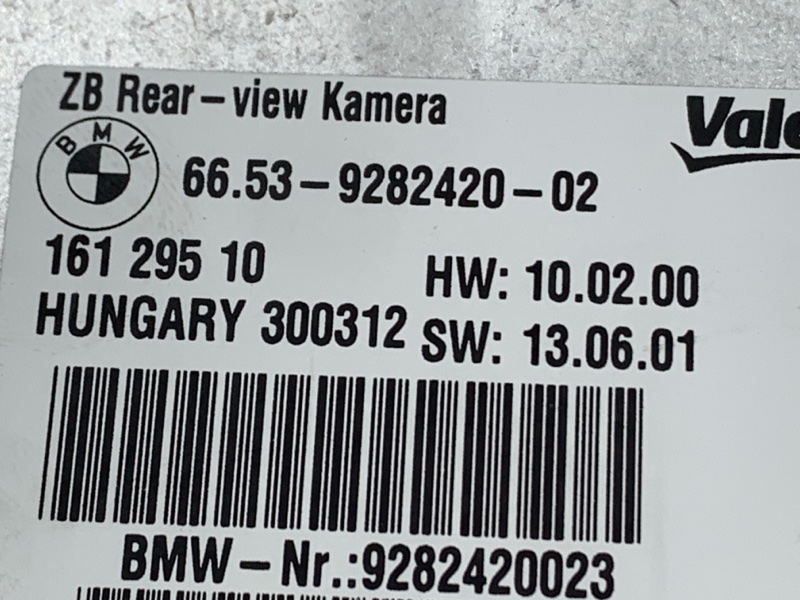 ZB Rear-view Kamera
BMW
66.53-9282420-02
161 295 10
HW: 10.02.00
HUNGARY 300312
SW: 13.06.01
BMW-Nr.:9282420023